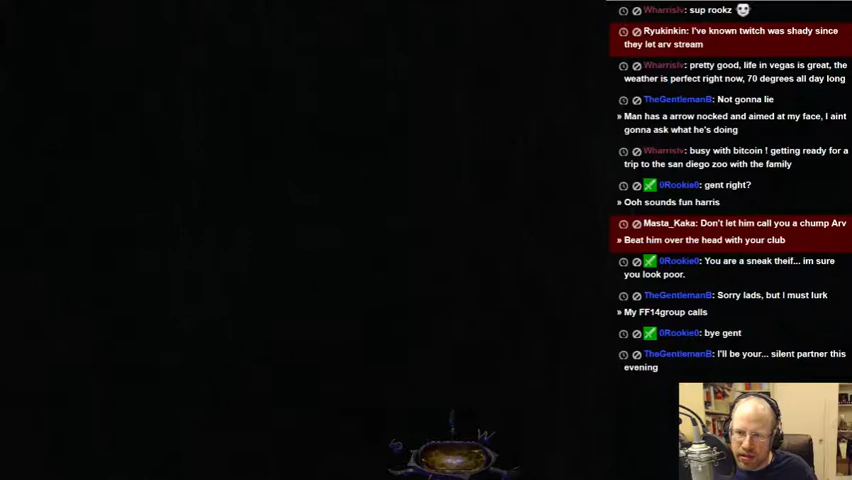 Wharrislv: sup rookz
Ryukinkin: I've known twitch was shady since
they let arv stream
Wharrislv: pretty good, life in vegas is great, the
weather is perfect right now, 70 degrees all day long
TheGentlemanB: Not gonna lie
» Man has a arrow nocked and aimed at my face, I aint
gonna ask what he's doing
Wharrislv: busy with bitcoin ! getting ready for a
trip to the san diego zoo with the family
0Rookie0: gent right?
» Ooh sounds fun harris
Masta_Kaka: Don't let him call you a chump Arv
» Beat him over the head with your club
0Rookie0: You are a sneak theif... im sure
you look poor.
TheGentlemanB: Sorry lads, but I must lurk
» My FF14group calls
0Rookie0: bye gent
TheGentlemanB: I'll be your... silent partner this
evening
S W